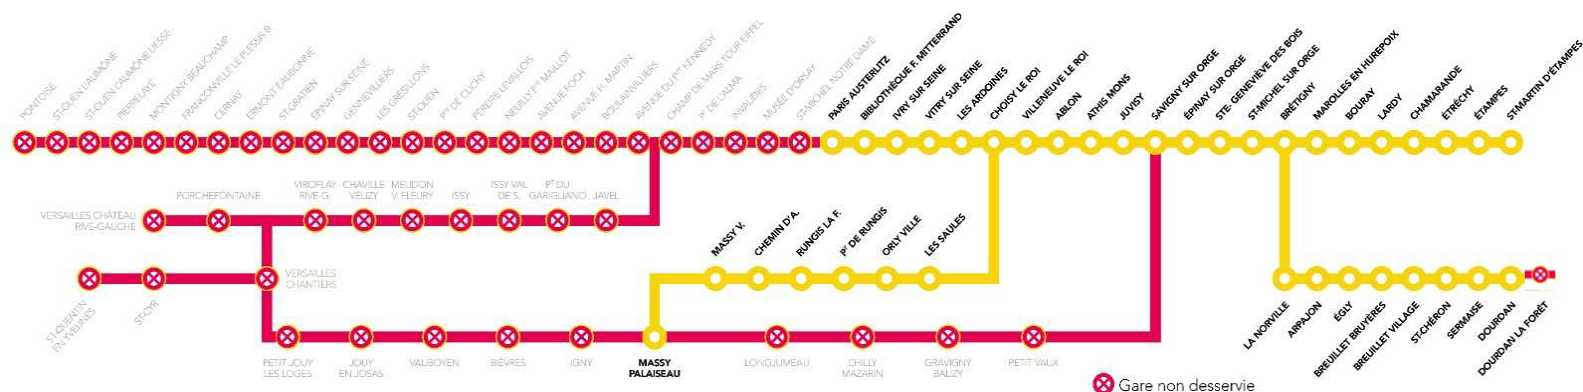 PONTOISE
ST-OUEN L'AUMÔNE
ST-OUEN L'AUMÔNE LIESSE
PIERRELAYE
MONTIGNY BEAUCHAMP
FRANCONVILLE LE PLESSIS B
CERNAY
ERMONT EAUBONNE
ST-GRATIEN
ÉPINAY SUR SEINE
GENNEVILLIERS
LES GRÉSILLONS
ST-OUEN
Pte DE CLICHY
PEREIRE LEVALLOIS
NEUILLY Pte MAILLOT
AVENUE FOCH
AVENUE H. MARTIN
BOULAINVILLIERS
AVENUE DU Pdt KENNEDY
CHAMP DE MARS TOUR EIFFEL
Pt DE L'ALMA
INVALIDES
MUSÉE D'ORSAY
ST-MICHEL NOTRE DAME
PARIS AUSTERLITZ
BIBLIOTHÈQUE F. MITTERRAND
IVRY SUR SEINE
VITRY SUR SEINE
LES ARDOINES
CHOISY LE ROI
VILLENEUVE LE ROI
ABLON
ATHIS MONS
JUVISY
SAVIGNY SUR ORGE
ÉPINAY SUR ORGE
STE- GENEVIÈVE DES BOIS
ST-MICHEL SUR ORGE
BRÉTIGNY
MAROLLES EN HUREPOIX
BOURAY
LARDY
CHAMARANDE
ÉTRÉCHY
ÉTAMPES
ST-MARTIN D'ÉTAMPES
VERSAILLES CHÂTEAU
RIVE-GAUCHE
PORCHEFONTAINE
VIROFLAY
RIVE-G.
CHAVILLE
VÉLIZY
MEUDON
V. FLEURY
ISSY
ISSY VAL
DE S.
Pt DU
GARIGLIANO
JAVEL
MASSY V.
CHEMIN D'A.
RUNGIS LA F.
Pt DE RUNGIS
ORLY VILLE
LES SAULES
ST-QUENTIN
EN YVELINES
ST-CYR
VERSAILLES
CHANTIERS
LA NORVILLE
ARPAJON
ÉGLY
BREUILLET BRUYÈRES
BREUILLET VILLAGE
ST-CHÉRON
SERMAISE
DOURDAN
DOURDAN LA FORÊT
PETIT JOUY
LES LOGES
JOUY
EN JOSAS
VAUBOYEN
BIÈVRES
IGNY
MASSY
PALAISEAU
LONGJUMEAU
CHILLY
MAZARIN
GRAVIGNY
BALIZY
PETIT VAUX
Gare non desservie